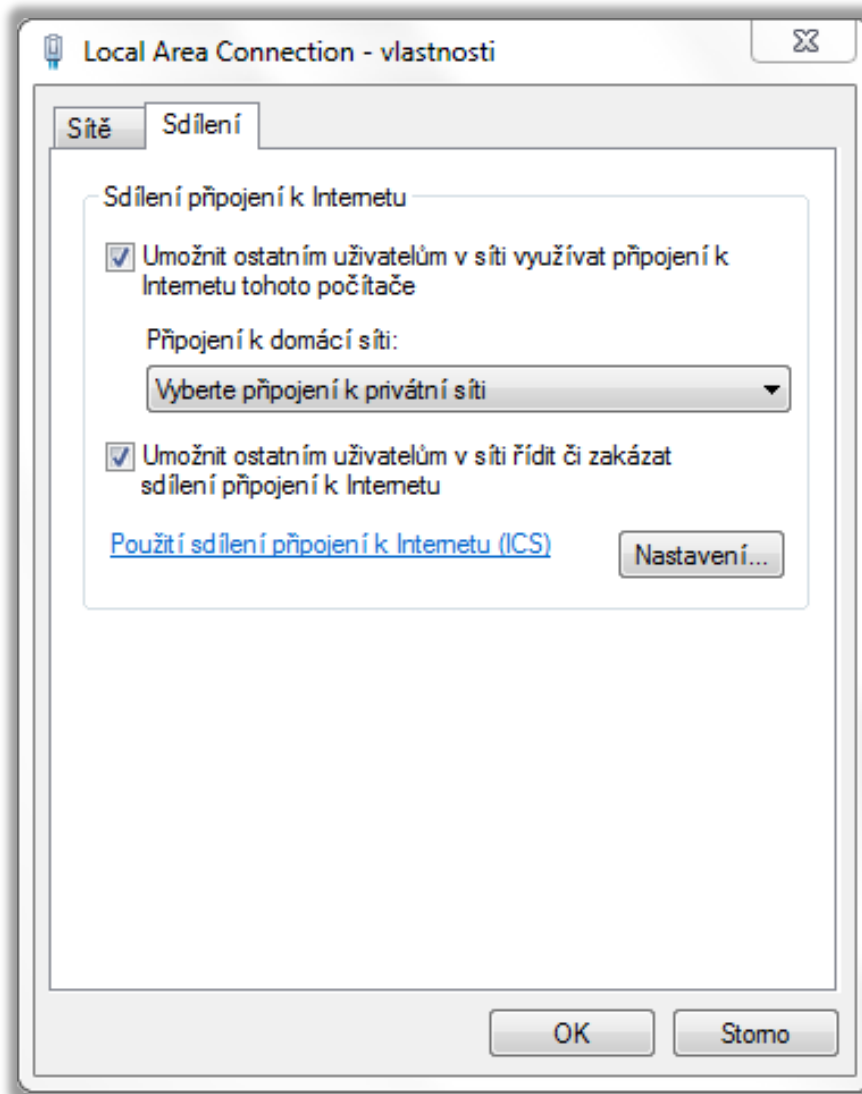 Local Area Connection - vlastnosti
Sítě
Sdílení
Sdílení připojení k Internetu
Umožnit ostatním uživatelům v síti využívat připojení k
Internetu tohoto počítače
Připojení k domácí síti:
Vyberte připojení k privátní síti
Umožnit ostatním uživatelům v síti řídit či zakázat
sdílení připojení k Internetu
Použití sdílení připojení k Internetu (ICS)
Nastavení...
OK
Storno